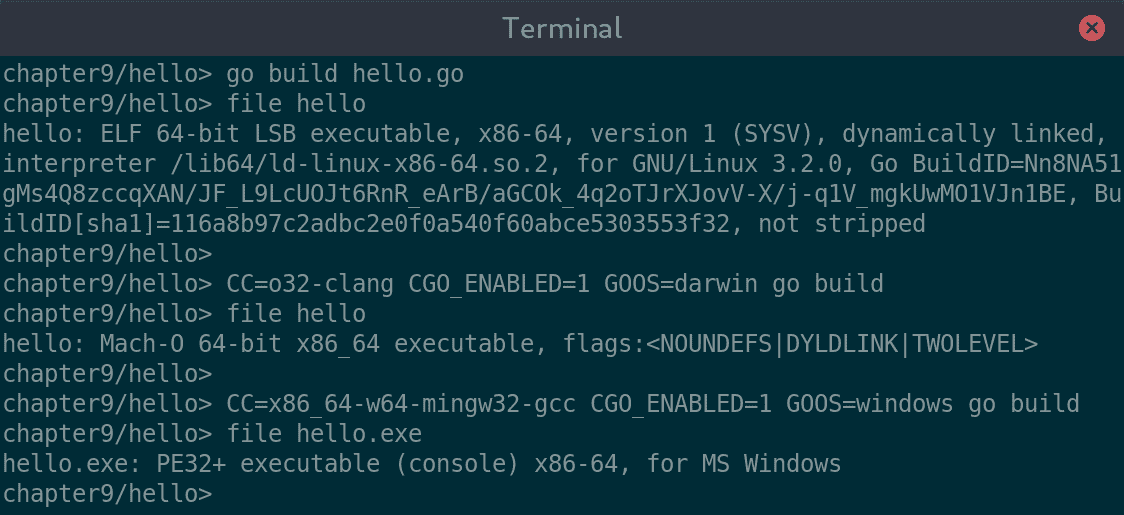 Terminal
chapter9/hello> go build hello.go
chapter9/hello> file hello
hello: ELF 64-bit LSB executable, x86-64, version 1 (SYSV), dynamically linked,
interpreter /lib64/ld-linux-x86-64.so.2, for GNU/Linux 3.2.0, Go BuildID=Nn8NA51
gMs4Q8zccqXAN/JF_L9LcUOJt6RnR_eArB/aGCOk_4q2oTJrXJovV-X/j-q1V_mgkUwMO1VJn1BE, Bu
ildID[sha1]=116a8b97c2adbc2e0f0a540f60abce5303553f32, not stripped
chapter9/hello>
chapter9/hello> CC=o32-clang CGO_ENABLED=1 GOOS=darwin go build
chapter9/hello> file hello
hello: Mach-O 64-bit x86_64 executable, flags:<NOUNDEFS|DYLDLINK|TWOLEVEL>
chapter9/hello>
chapter9/hello> CC=x86_64-w64-mingw32-gcc CGO_ENABLED=1 GOOS=windows go build
chapter9/hello> file hello.exe
hello.exe: PE32+ executable (console) x86-64, for MS Windows
chapter9/hello>